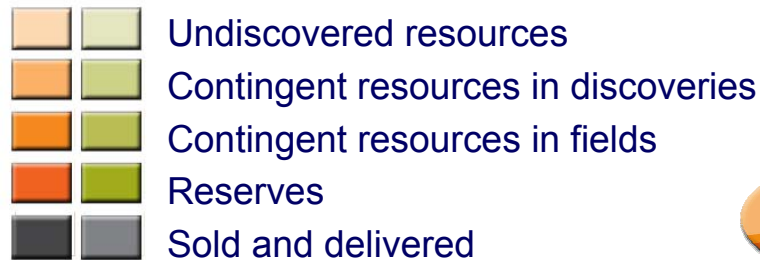 Undiscovered resources
Contingent resources in discoveries
Contingent resources in fields
Reserves
Sold and delivered